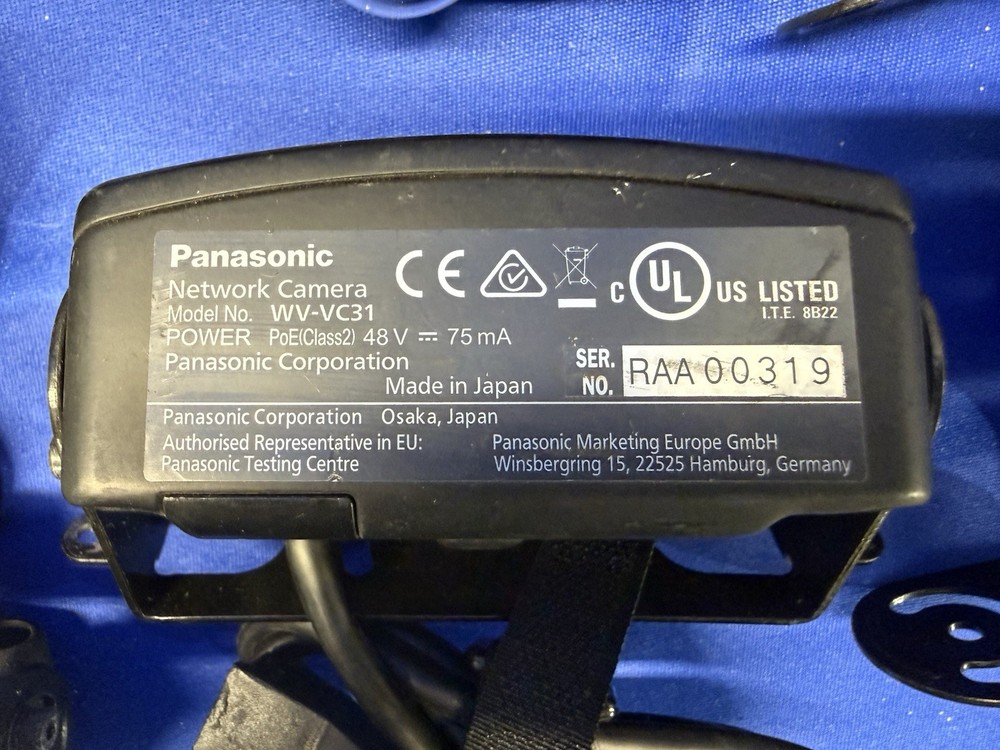 Panasonic
Network Camera
Model No. WV-VC31
POWER PoE(Class2) 48 V ⎓ 75 mA
Panasonic Corporation
Made in Japan
CE
C UL US LISTED
I.T.E. 8B22
SER. NO. RAA00319
Panasonic Corporation Osaka, Japan
Authorised Representative in EU: Panasonic Marketing Europe GmbH
Panasonic Testing Centre Winsbergring 15, 22525 Hamburg, Germany